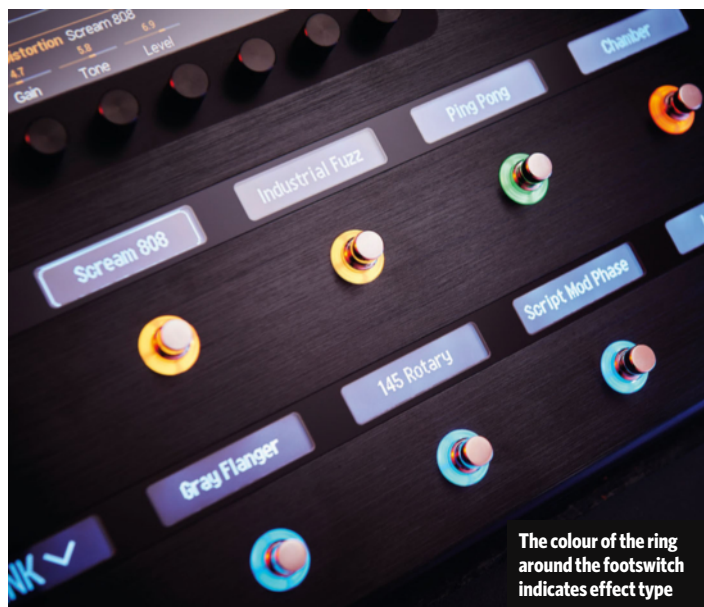 Distortion Scream 808
4.7 5.8 6.9
Gain Tone Level
Chamber
Ping Pong
Industrial Fuzz
Scream 808
Script Mod Phase
145 Rotary
Gray Flanger
The colour of the ring
around the footswitch
indicates effect type